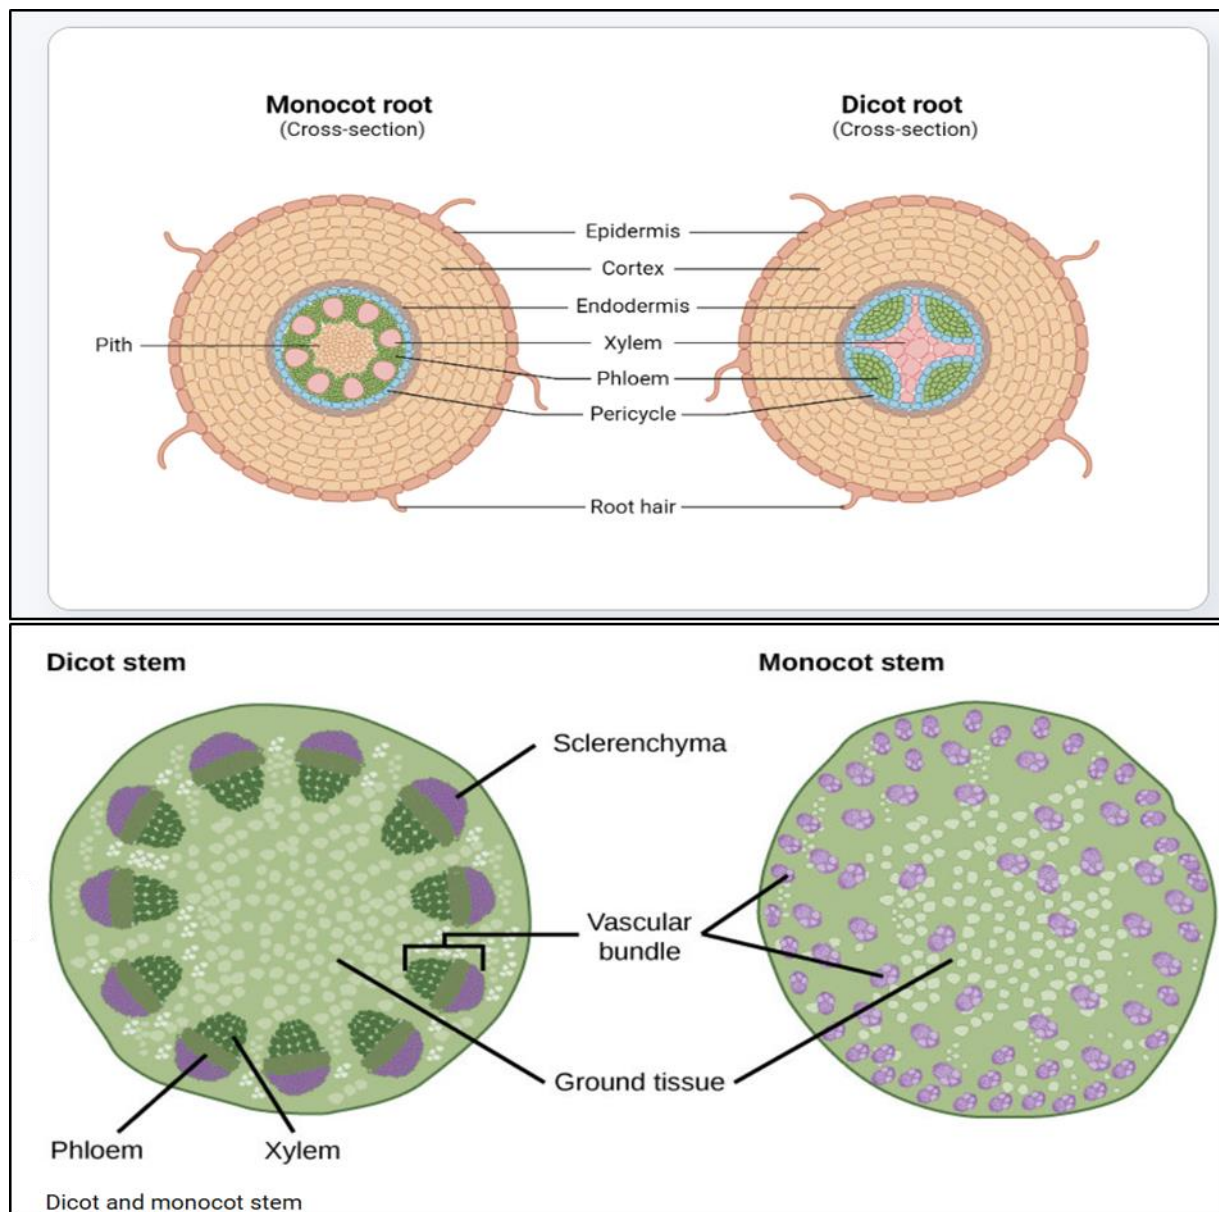 Monocot root
(Cross-section)
Dicot root
(Cross-section)
Epidermis
Cortex
Endodermis
Pith
Xylem
Phloem
Pericycle
Root hair
Dicot stem
Monocot stem
Sclerenchyma
Vascular
bundle
Ground tissue
Phloem
Xylem
Dicot and monocot stem